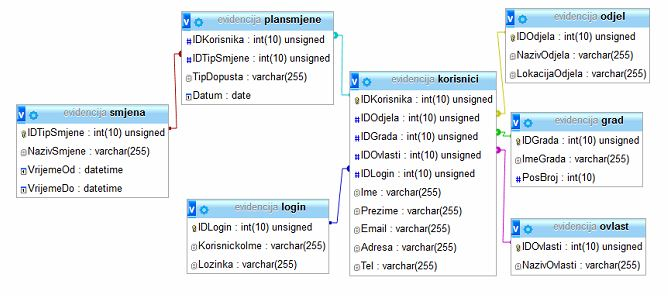 evidencija plansmjene
IDKorisnika : int(10) unsigned
IDTipSmjene : int(10) unsigned
TipDopusta : varchar(255)
Datum : date
evidencija smjena
IDTipSmjene : int(10) unsigned
NazivSmjene : varchar(255)
VrijemeOd : datetime
VrijemeDo : datetime
evidencija login
IDLogin : int(10) unsigned
KorisnickoIme : varchar(255)
Lozinka : varchar(255)
evidencija korisnici
IDKorisnika : int(10) unsigned
IDOdjela : int(10) unsigned
IDGrada : int(10) unsigned
IDOvlasti : int(10) unsigned
IDLogin : int(10) unsigned
Ime : varchar(255)
Prezime : varchar(255)
Email : varchar(255)
Adresa : varchar(255)
Tel : varchar(255)
evidencija odjel
IDOdjela : int(10) unsigned
NazivOdjela : varchar(255)
LokacijaOdjela : varchar(255)
evidencija grad
IDGrada : int(10) unsigned
ImeGrada : varchar(255)
PosBroj : int(10)
evidencija ovlast
IDOvlasti : int(10) unsigned
NazivOvlasti : varchar(255)